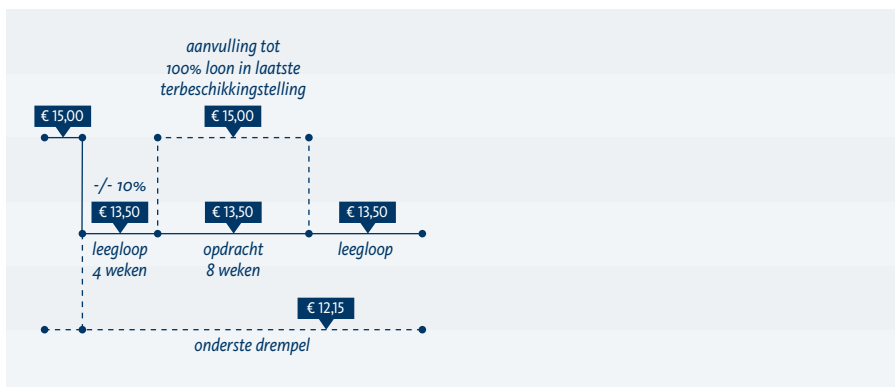 aanvulling tot
100% loon in laatste
terbeschikkingstelling
€ 15,00
€ 15,00
-/- 10%
€ 13,50
€ 13,50
€ 13,50
leegloop
4 weken
opdracht
8 weken
leegloop
€ 12,15
onderste drempel